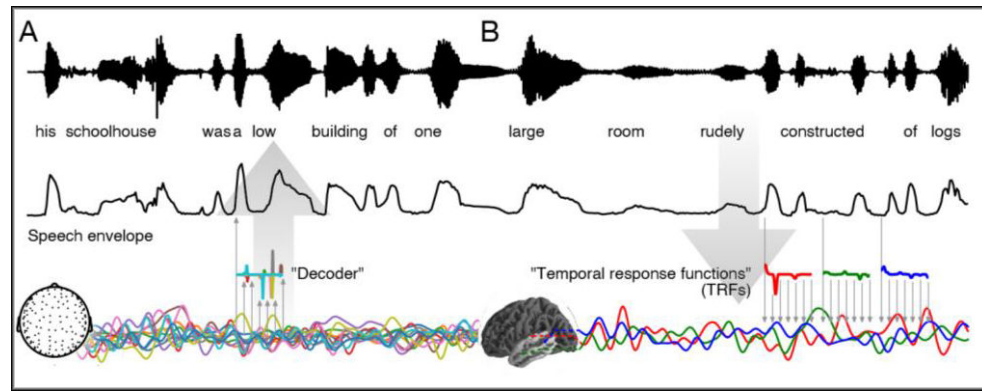 A
B
his schoolhouse was a low building of one large room rudely constructed of logs
Speech envelope
"Decoder"
"Temporal response functions"
(TRFs)